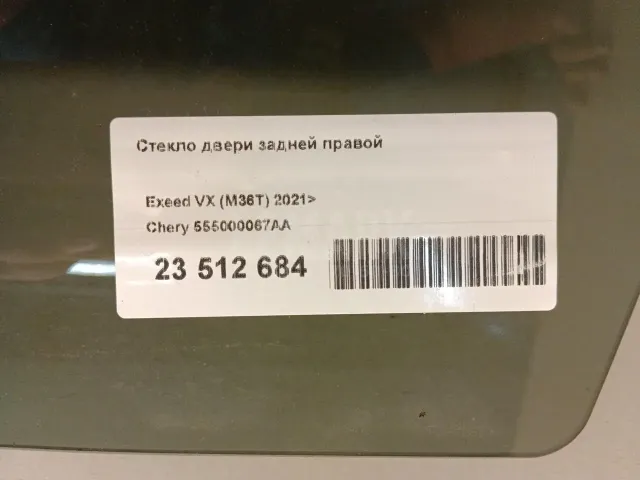 Стекло двери задней правой
Exeed VX (M36T) 2021>
Chery 555000067AA
23 512 684